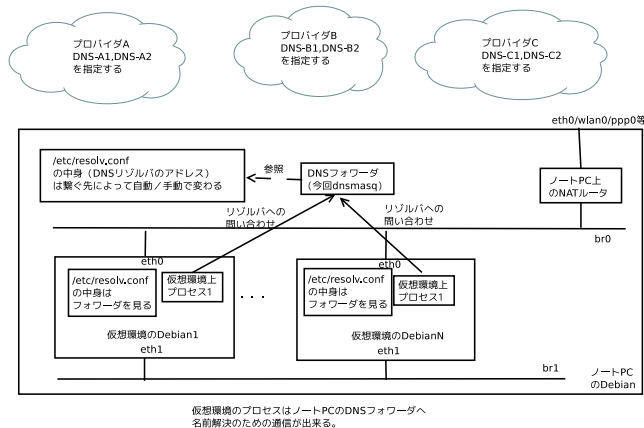 プロバイダA
DNS-A1,DNS-A2
を指定する
プロバイダB
DNS-B1,DNS-B2
を指定する
プロバイダC
DNS-C1,DNS-C2
を指定する
eth0/wlan0/ppp0等
/etc/resolv.conf
の中身（DNSリゾルバのアドレス）
は繋ぐ先によって自動／手動で変わる
参照
DNSフォワーダ
(今回dnsmasq)
ノートPC上
のNATルータ
リゾルバへの
問い合わせ
リゾルバへの
問い合わせ
br0
eth0
/etc/resolv.conf
の中身は
フォワーダを見る
仮想環境上
プロセス1
仮想環境のDebian1
eth1
. . .
eth0
/etc/resolv.conf
の中身は
フォワーダを見る
仮想環境上
プロセス1
仮想環境のDebianN
eth1
br1
ノートPC
のDebian
仮想環境のプロセスはノートPCのDNSフォワーダへ
名前解決のための通信が出来る。